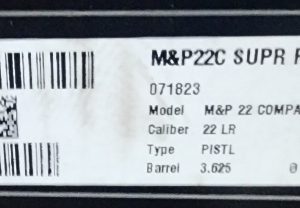 M&P22C SUPR
071823
Model M&P 22 COMPA
Caliber 22 LR
Type PISTL
Barrel 3.625